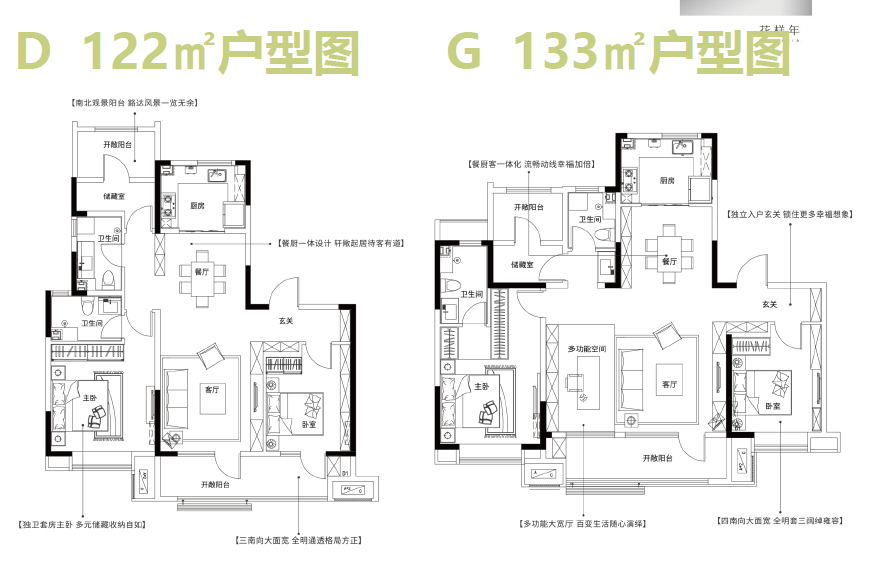 花样年
D 122㎡户型图
G 133㎡户型图
【南北观景阳台 豁达风景一览无余】
开敞阳台
储藏室
厨房
卫生间
【餐厨一体设计 轩敞起居待客有道】
餐厅
卫生间
玄关
客厅
主卧
卧室
开敞阳台
D1
【独卫套房主卧 多元储藏收纳自如】
【三南向大面宽 全明通透格局方正】
【餐厨客一体化 流畅动线幸福加倍】
厨房
开敞阳台
卫生间
【独立入户玄关 锁住更多幸福想象】
储藏室
餐厅
卫生间
玄关
多功能空间
主卧
客厅
卧室
开敞阳台
【多功能大宽厅 百变生活随心演绎】
【四南向大面宽 全明套三阔绰雍容】